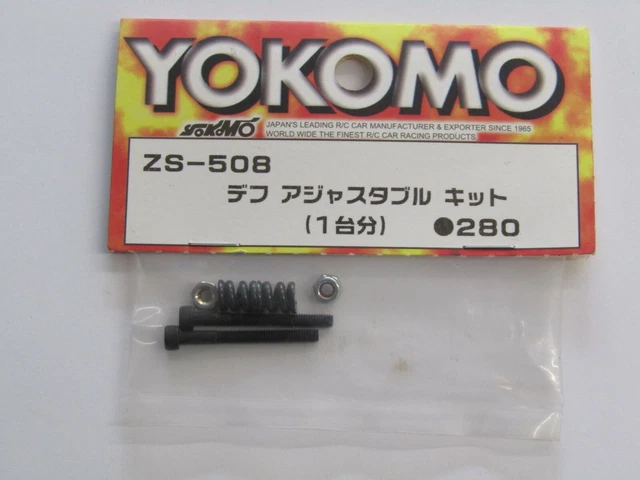 YOKOMO
YOKOMO
JAPAN'S LEADING R/C CAR MANUFACTURER & EXPORTER SINCE 1965
WORLD WIDE THE FINEST R/C CAR RACING PRODUCTS.
ZS-508
デフ アジャスタブル キット
(1台分) ●280